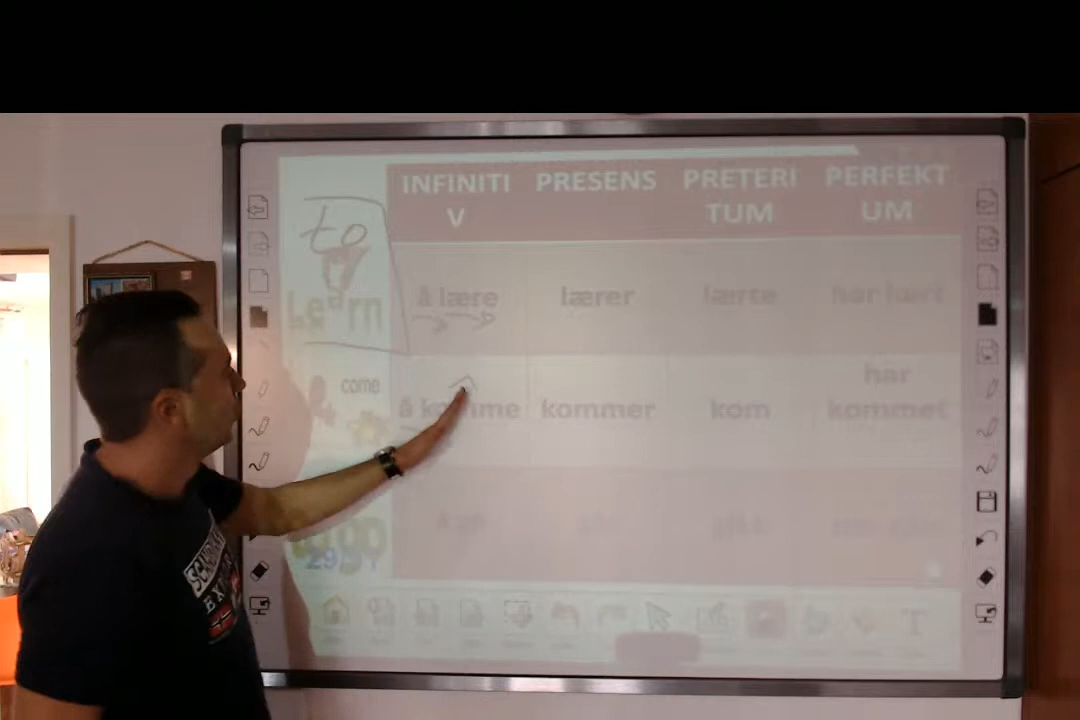 INFINITI PRESENS PRETERI PERFEKT
V TUM UM
to
Learn
å lære lærer lærte har lært
come
har
å komme kommer kom kommet